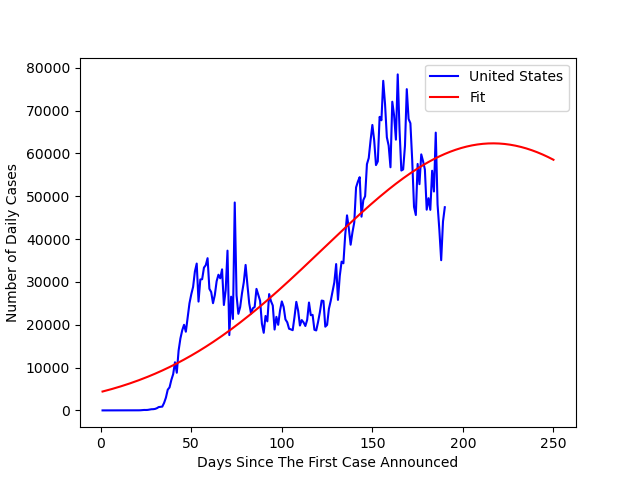 United States
Fit
80000
70000
60000
50000
40000
30000
20000
10000
0
Number of Daily Cases
0 50 100 150 200 250
Days Since The First Case Announced